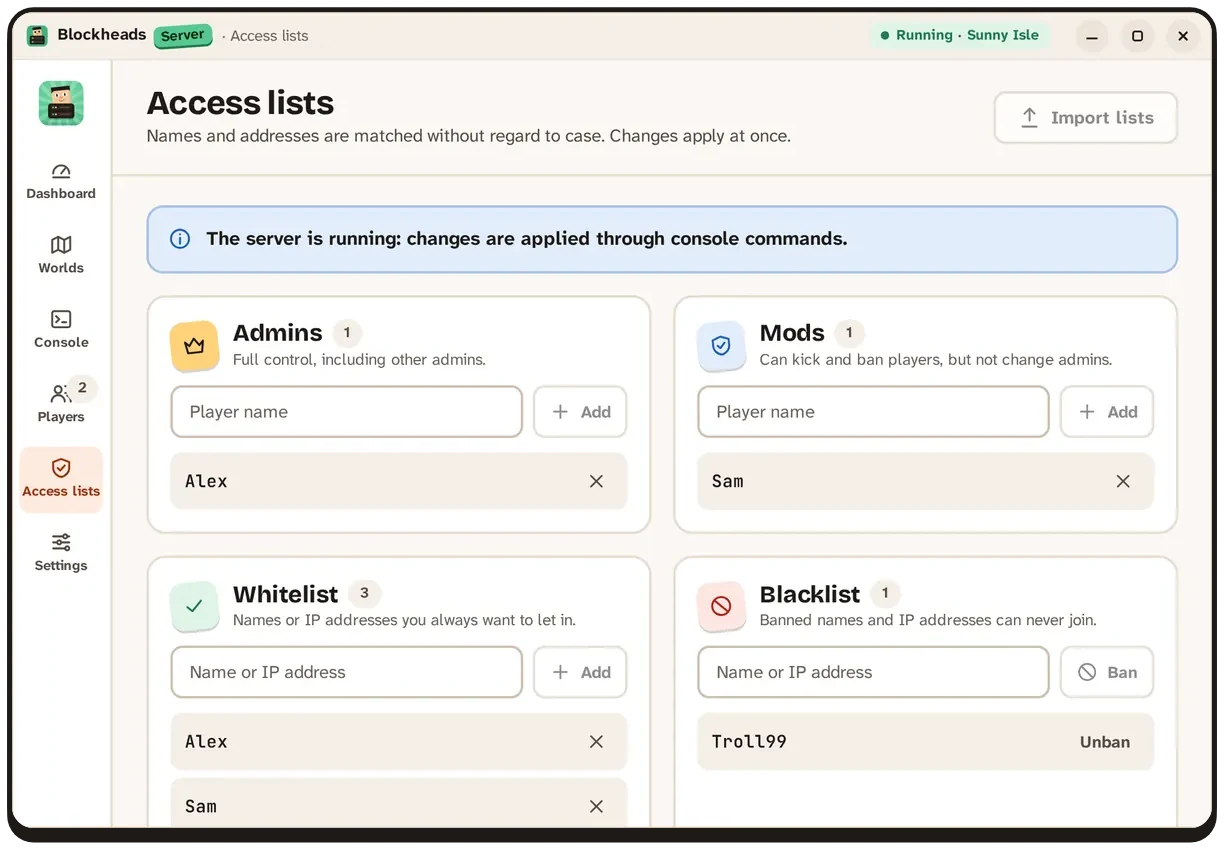 Blockheads Server · Access lists
Running · Sunny Isle
Access lists
Names and addresses are matched without regard to case. Changes apply at once.
Import lists
Dashboard
Worlds
Console
2
Players
Access lists
Settings
The server is running: changes are applied through console commands.
Admins 1
Full control, including other admins.
Player name
Add
Alex
Mods 1
Can kick and ban players, but not change admins.
Player name
Add
Sam
Whitelist 3
Names or IP addresses you always want to let in.
Name or IP address
Add
Alex
Sam
Blacklist 1
Banned names and IP addresses can never join.
Name or IP address
Ban
Troll99
Unban